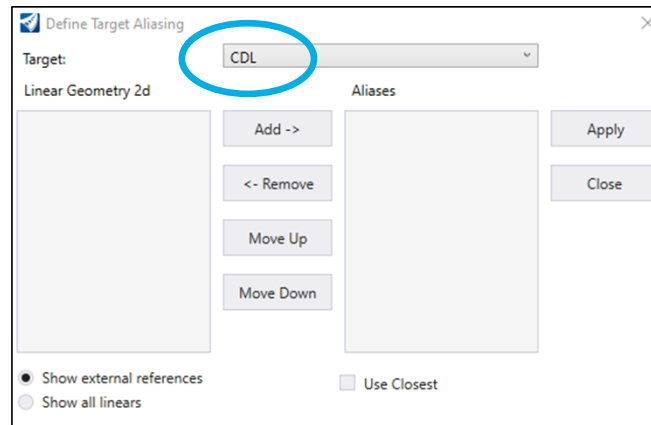 Define Target Aliasing
Target:
CDL
Linear Geometry 2d
Aliases
Add ->
Apply
<- Remove
Close
Move Up
Move Down
Show external references
Use Closest
Show all linears